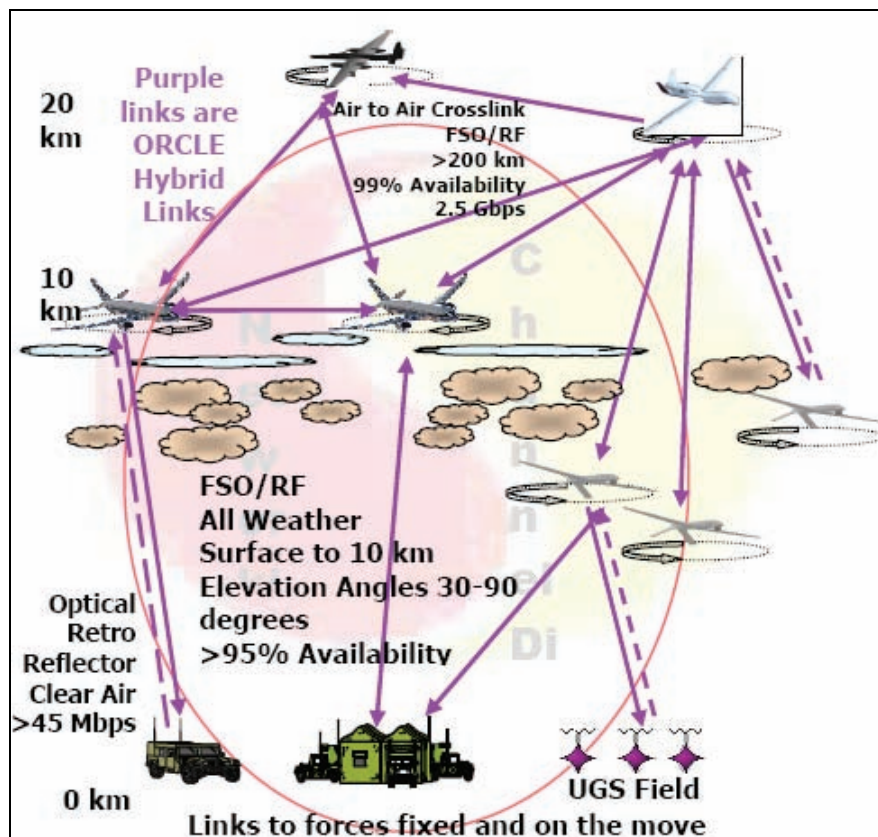 20
km
Purple
links are
ORCLE
Hybrid
Links
Air to Air Crosslink
FSO/RF
>200 km
99% Availability
2.5 Gbps
10
km
FSO/RF
All Weather
Surface to 10 km
Elevation Angles 30-90
degrees
>95% Availability
Optical
Retro
Reflector
Clear Air
>45 Mbps
UGS Field
0 km
Links to forces fixed and on the move